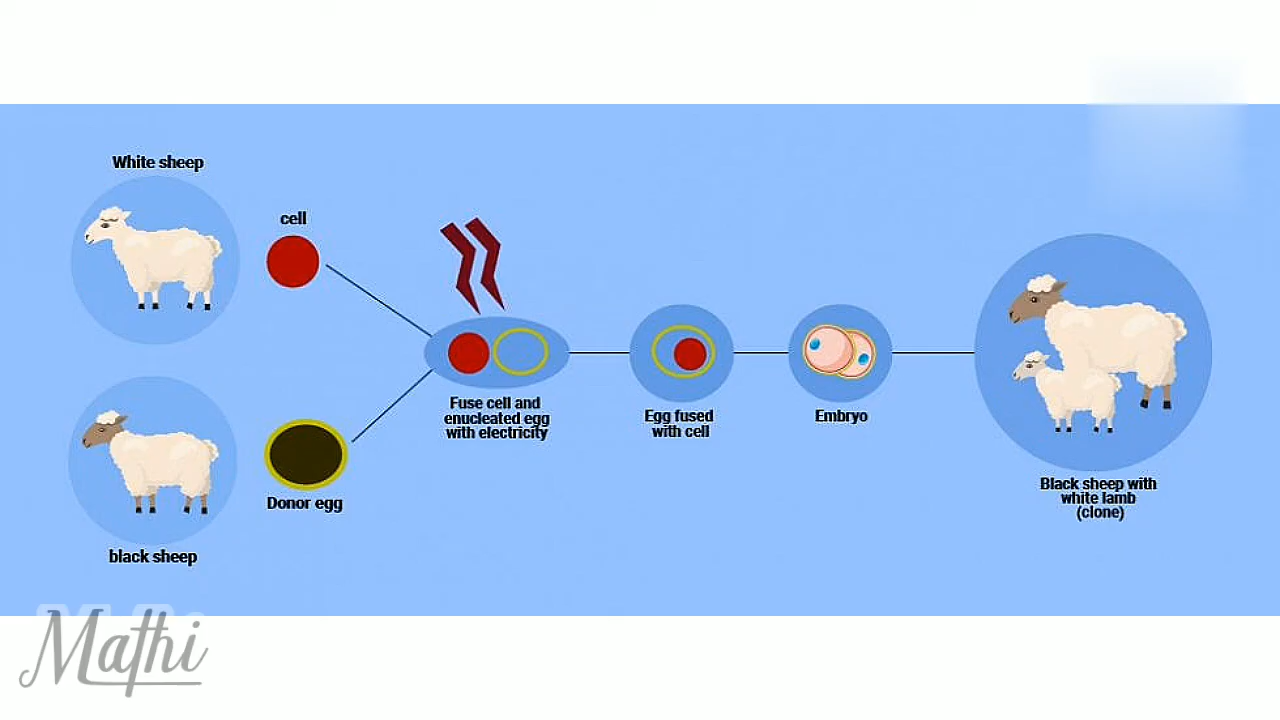 White sheep
cell
Fuse cell and
enucleated egg
with electricity
Egg fused
with cell
Embryo
Black sheep with
white lamb
(clone)
Donor egg
black sheep
Mathi